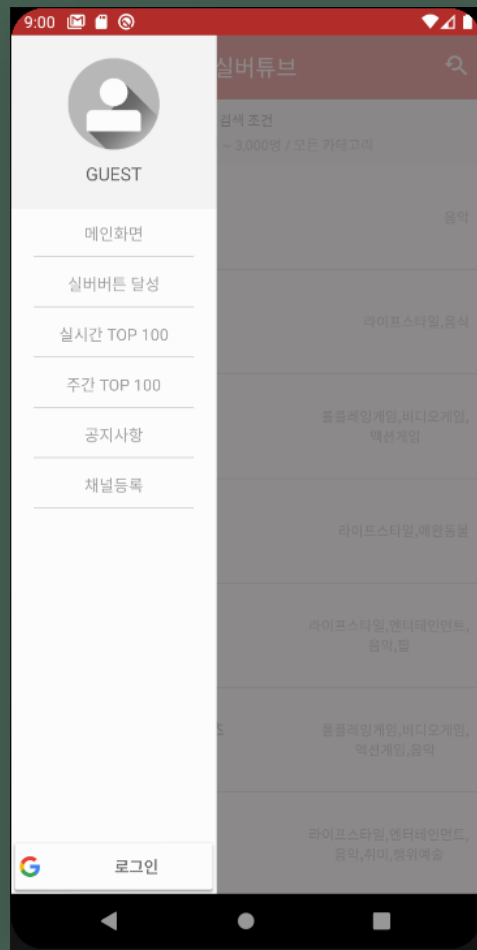 9:00
실버튜브
GUEST
검색 조건
~ 3,000명 / 모든 카테고리
메인화면
실버버튼 달성
실시간 TOP 100
주간 TOP 100
공지사항
채널등록
음악
라이프스타일,음식
롤플레잉게임,비디오게임,
액션게임
라이프스타일,애완동물
라이프스타일,엔터테인먼트,
음악,팝
롤플레잉게임,비디오게임,
액션게임,음악
라이프스타일,엔터테인먼트,
음악,취미,행위예술
로그인